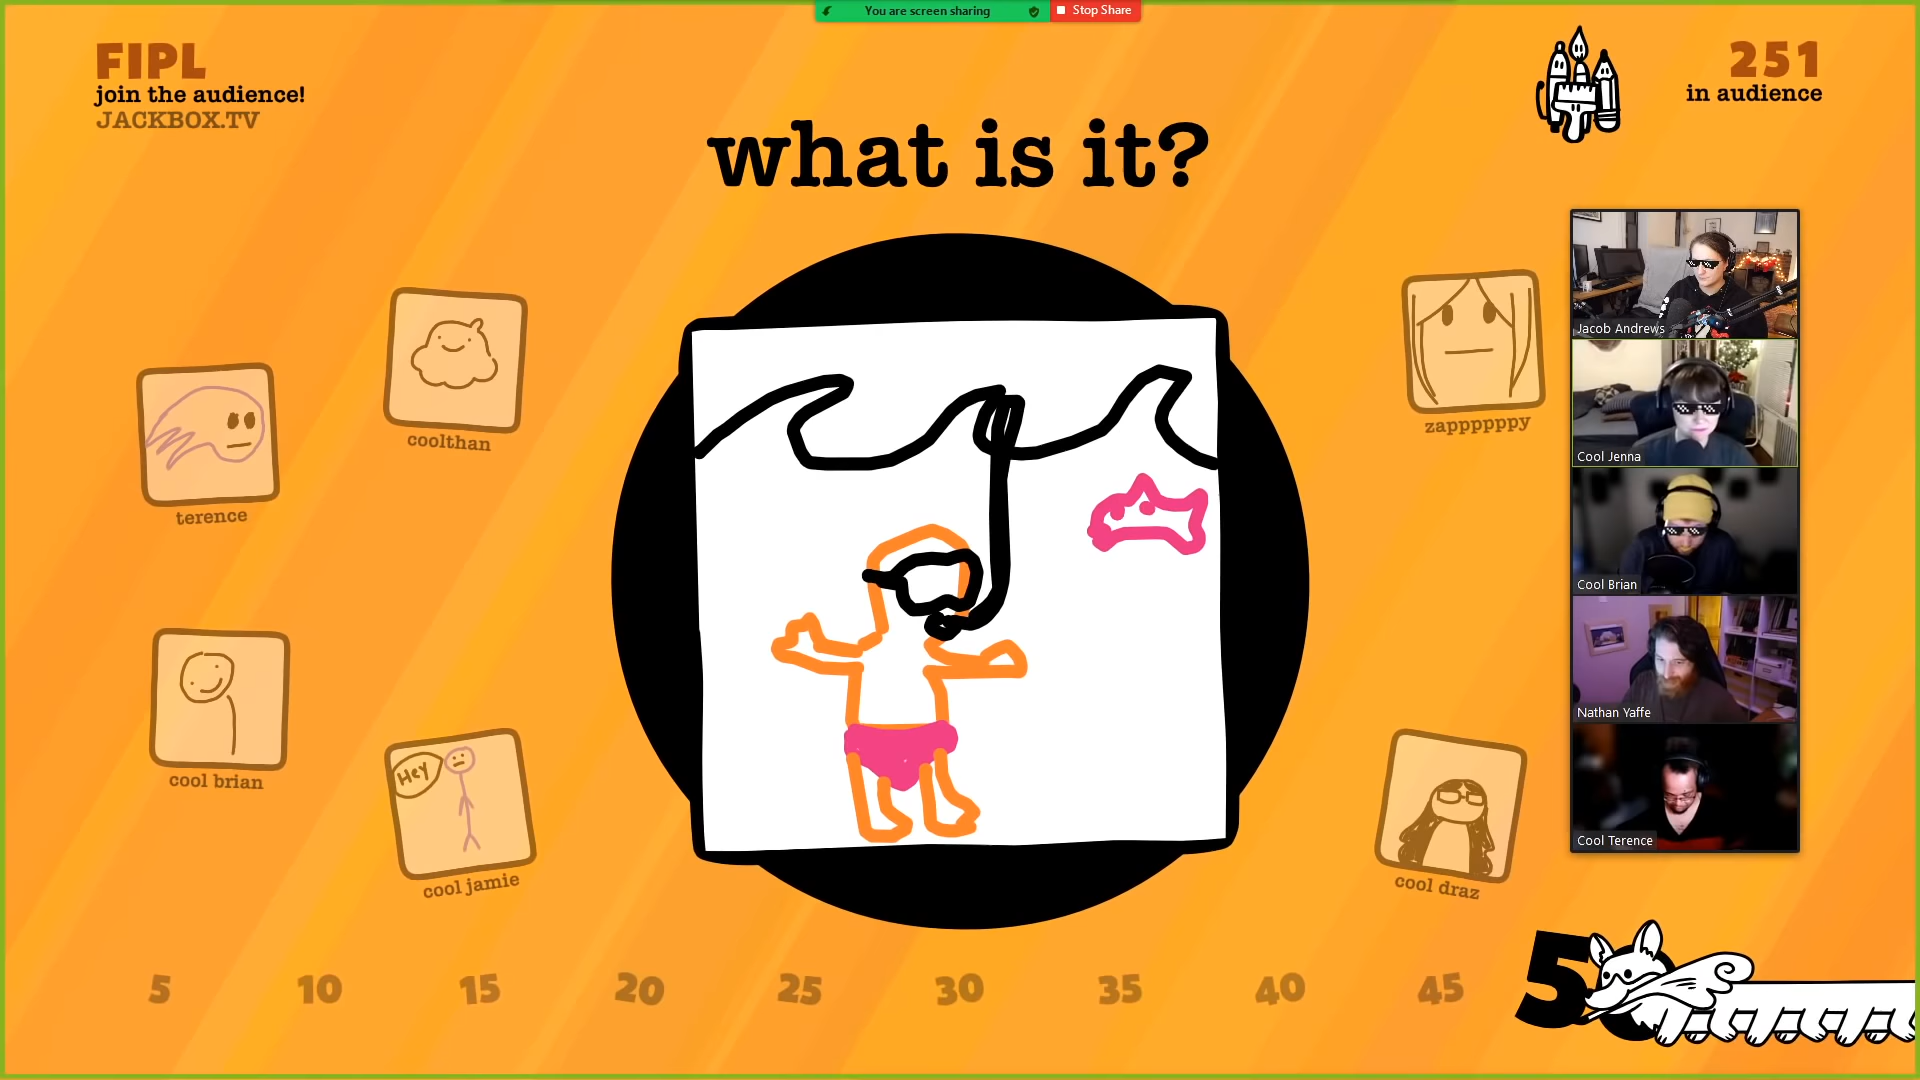 You are screen sharing
Stop Share
FIPL
join the audience!
JACKBOX.TV
251
in audience
what is it?
terence
coolthan
cool brian
Hey
cool jamie
zapppppppy
cool draz
Jacob Andrews
Cool Jenna
Cool Brian
Nathan Yaffe
Cool Terence
5
10
15
20
25
30
35
40
45